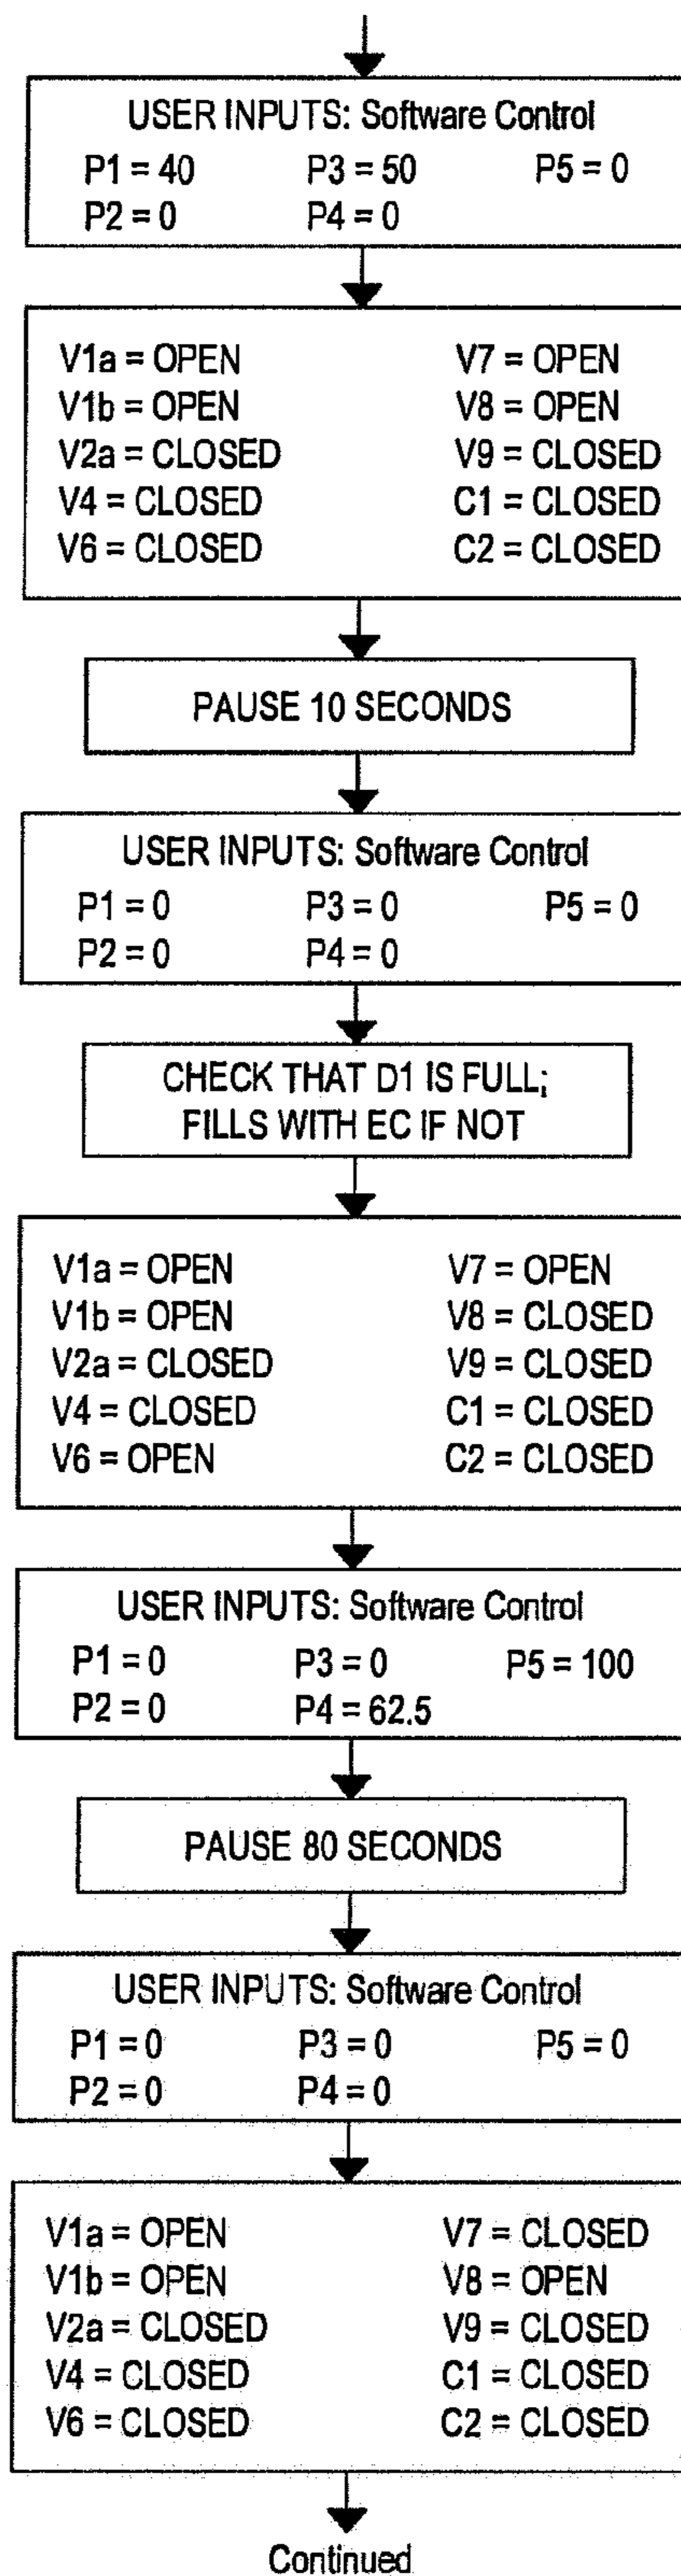 USER INPUTS: Software Control
P1 = 40 P3 = 50 P5 = 0
P2 = 0 P4 = 0
V1a = OPEN V7 = OPEN
V1b = OPEN V8 = OPEN
V2a = CLOSED V9 = CLOSED
V4 = CLOSED C1 = CLOSED
V6 = CLOSED C2 = CLOSED
PAUSE 10 SECONDS
USER INPUTS: Software Control
P1 = 0 P3 = 0 P5 = 0
P2 = 0 P4 = 0
CHECK THAT D1 IS FULL;
FILLS WITH EC IF NOT
V1a = OPEN V7 = OPEN
V1b = OPEN V8 = CLOSED
V2a = CLOSED V9 = CLOSED
V4 = CLOSED C1 = CLOSED
V6 = OPEN C2 = CLOSED
USER INPUTS: Software Control
P1 = 0 P3 = 0 P5 = 100
P2 = 0 P4 = 62.5
PAUSE 80 SECONDS
USER INPUTS: Software Control
P1 = 0 P3 = 0 P5 = 0
P2 = 0 P4 = 0
V1a = OPEN V7 = CLOSED
V1b = OPEN V8 = OPEN
V2a = CLOSED V9 = CLOSED
V4 = CLOSED C1 = CLOSED
V6 = CLOSED C2 = CLOSED
Continued